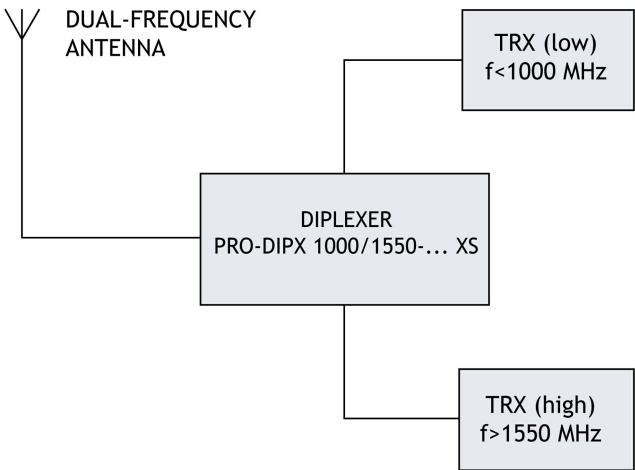 DUAL-FREQUENCY
ANTENNA
TRX (low)
f<1000 MHz
DIPLEXER
PRO-DIPX 1000/1550-... XS
TRX (high)
f>1550 MHz